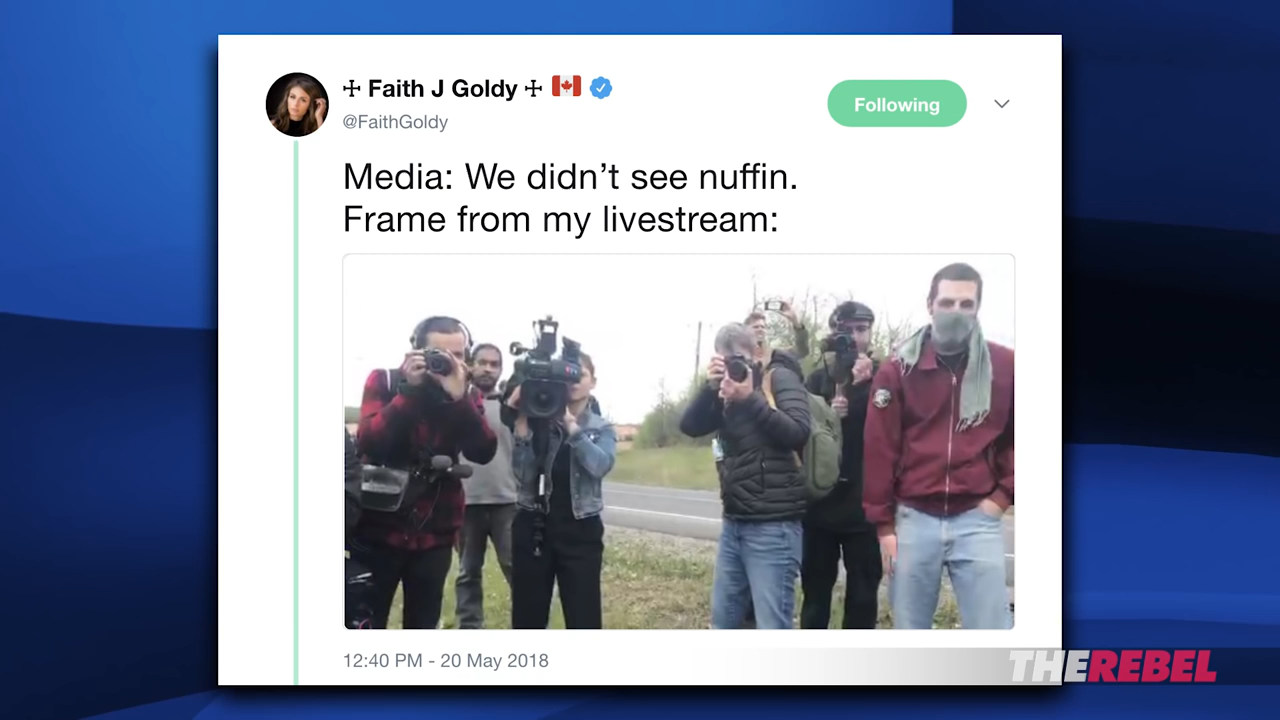 ☩ Faith J Goldy ☩ 🇨🇦
@FaithGoldy
Following
Media: We didn’t see nuffin.
Frame from my livestream:
12:40 PM - 20 May 2018
THEREBEL